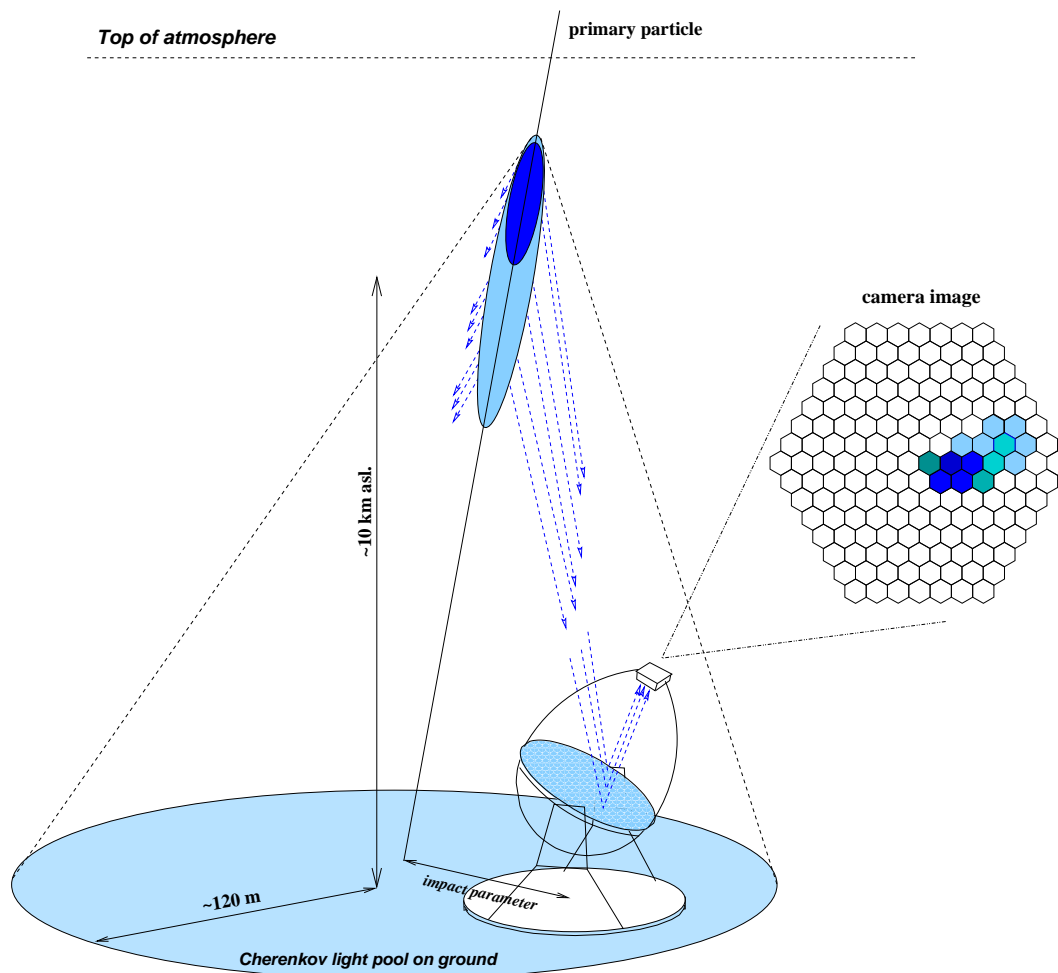 Top of atmosphere
primary particle
camera image
~10 km asl.
impact parameter
~120 m
Cherenkov light pool on ground